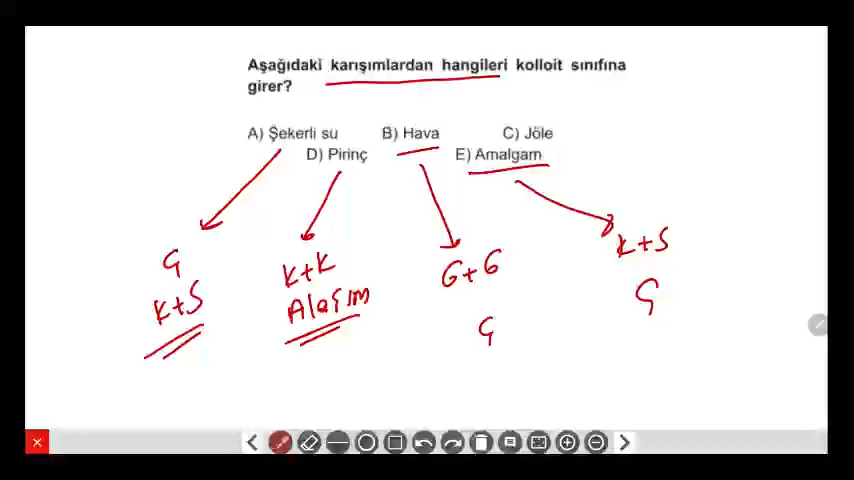 Aşağıdaki karışımlardan hangileri kolloit sınıfına
girer?
A) Şekerli su B) Hava C) Jöle
D) Pirinç E) Amalgam
Ç
K+S
K+K
Alaşım
G+G
Ç
K+S
Ç